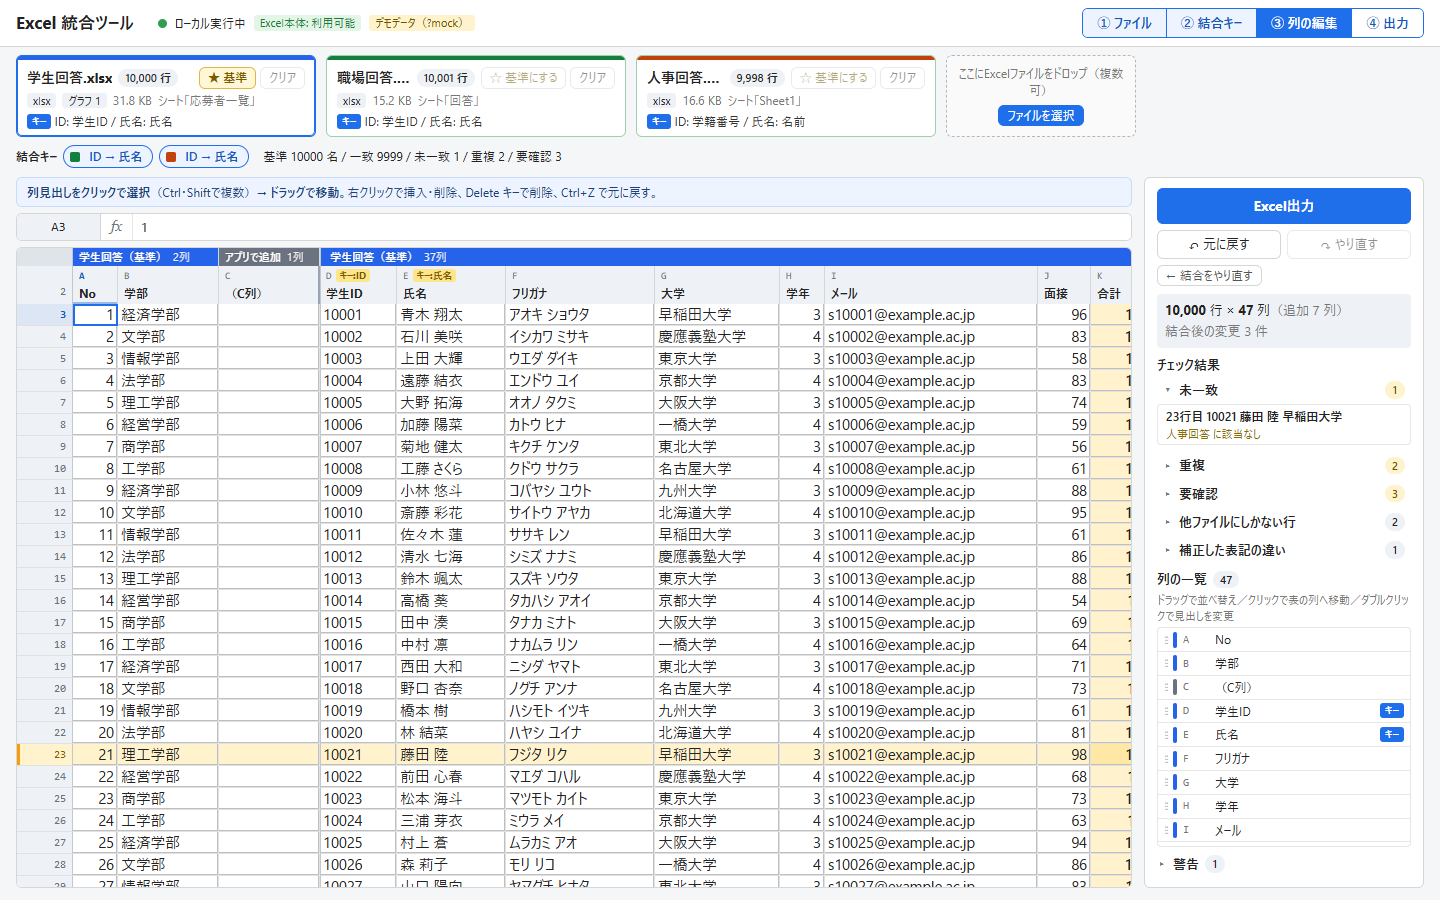 Excel 統合ツール ローカル実行中 Excel本体: 利用可能 デモデータ（?mock） ① ファイル ② 結合キー ③ 列の編集 ④ 出力
学生回答.xlsx 10,000 行 ★ 基準 クリア
xlsx グラフ 1 31.8 KB シート「応募者一覧」
キー ID: 学生ID / 氏名: 氏名
職場回答.... 10,001 行 ☆ 基準にする クリア
xlsx 15.2 KB シート「回答」
キー ID: 学生ID / 氏名: 氏名
人事回答.... 9,998 行 ☆ 基準にする クリア
xlsx 16.6 KB シート「Sheet1」
キー ID: 学籍番号 / 氏名: 名前
ここにExcelファイルをドロップ（複数
可）
ファイルを選択
結合キー ID → 氏名 ID → 氏名 基準 10000 名 / 一致 9999 / 未一致 1 / 重複 2 / 要確認 3
列見出しをクリックで選択（Ctrl・Shiftで複数）→ ドラッグで移動。右クリックで挿入・削除、Delete キーで削除、Ctrl+Z で元に戻す。
A3 fx 1
学生回答（基準） 2列 アプリで追加 1列 学生回答（基準） 37列
A B C D キー:ID E キー:氏名 F G H I J K
2 No 学部 （C列） 学生ID 氏名 フリガナ 大学 学年 メール 面接 合計
3 1 経済学部 10001 青木 翔太 アオキ ショウタ 早稲田大学 3 s10001@example.ac.jp 96 1
4 2 文学部 10002 石川 美咲 イシカワ ミサキ 慶應義塾大学 4 s10002@example.ac.jp 83 1
5 3 情報学部 10003 上田 大輝 ウエダ ダイキ 東京大学 3 s10003@example.ac.jp 58 1
6 4 法学部 10004 遠藤 結衣 エンドウ ユイ 京都大学 4 s10004@example.ac.jp 83 1
7 5 理工学部 10005 大野 拓海 オオノ タクミ 大阪大学 3 s10005@example.ac.jp 74 1
8 6 経営学部 10006 加藤 陽菜 カトウ ヒナ 一橋大学 4 s10006@example.ac.jp 59 1
9 7 商学部 10007 菊地 健太 キクチ ケンタ 東北大学 3 s10007@example.ac.jp 56 1
10 8 工学部 10008 工藤 さくら クドウ サクラ 名古屋大学 4 s10008@example.ac.jp 61 1
11 9 経済学部 10009 小林 悠斗 コバヤシ ユウト 九州大学 3 s10009@example.ac.jp 88 1
12 10 文学部 10010 斎藤 彩花 サイトウ アヤカ 北海道大学 4 s10010@example.ac.jp 95 1
13 11 情報学部 10011 佐々木 蓮 ササキ レン 早稲田大学 3 s10011@example.ac.jp 61 1
14 12 法学部 10012 清水 七海 シミズ ナナミ 慶應義塾大学 4 s10012@example.ac.jp 86 1
15 13 理工学部 10013 鈴木 颯太 スズキ ソウタ 東京大学 3 s10013@example.ac.jp 88 1
16 14 経営学部 10014 高橋 葵 タカハシ アオイ 京都大学 4 s10014@example.ac.jp 54
17 15 商学部 10015 田中 湊 タナカ ミナト 大阪大学 3 s10015@example.ac.jp 69
18 16 工学部 10016 中村 凛 ナカムラ リン 一橋大学 4 s10016@example.ac.jp 64
19 17 経済学部 10017 西田 大和 ニシダ ヤマト 東北大学 3 s10017@example.ac.jp 71 1
20 18 文学部 10018 野口 杏奈 ノグチ アンナ 名古屋大学 4 s10018@example.ac.jp 73
21 19 情報学部 10019 橋本 樹 ハシモト イツキ 九州大学 3 s10019@example.ac.jp 61 1
22 20 法学部 10020 林 結菜 ハヤシ ユイナ 北海道大学 4 s10020@example.ac.jp 81 1
23 21 理工学部 10021 藤田 陸 フジタ リク 早稲田大学 3 s10021@example.ac.jp 98 1
24 22 経営学部 10022 前田 心春 マエダ コハル 慶應義塾大学 4 s10022@example.ac.jp 68
25 23 商学部 10023 松本 海斗 マツモト カイト 東京大学 3 s10023@example.ac.jp 73 1
26 24 工学部 10024 三浦 芽衣 ミウラ メイ 京都大学 4 s10024@example.ac.jp 63
27 25 経済学部 10025 村上 蒼 ムラカミ アオ 大阪大学 3 s10025@example.ac.jp 94 1
28 26 文学部 10026 森 莉子 モリ リコ 一橋大学 4 s10026@example.ac.jp 86 1
29 27 情報学部 10027 山口 陽向 ヤマグチ ヒナタ 東北大学 3 s10027@example.ac.jp 83 1
Excel出力
元に戻す やり直す
← 結合をやり直す
10,000 行 × 47 列（追加 7 列）
結合後の変更 3 件
チェック結果
未一致 1
23行目 10021 藤田 陸 早稲田大学
人事回答 に該当なし
重複 2
要確認 3
他ファイルにしかない行 2
補正した表記の違い 1
列の一覧 47
ドラッグで並べ替え／クリックで表の列へ移動／ダブルクリッ
クで見出しを変更
A No
B 学部
C （C列）
D 学生ID キー
E 氏名 キー
F フリガナ
G 大学
H 学年
I メール
警告 1